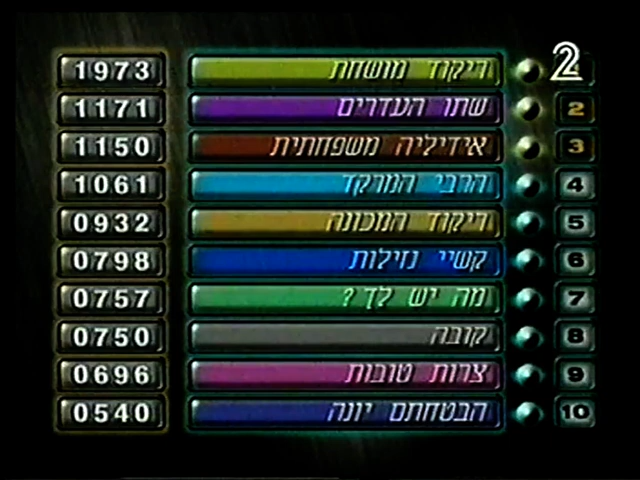 2
1973 ריקוד מושחת
1171 שתו העדרים 2
1150 אידיליה משפחתית 3
1061 הרבי המרקד 4
0932 ריקוד המכונה 5
0798 קשיי נזילות 6
0757 מה יש לך? 7
0750 קובה 8
0696 צרות טובות 9
0540 הבטחתם יונה 10